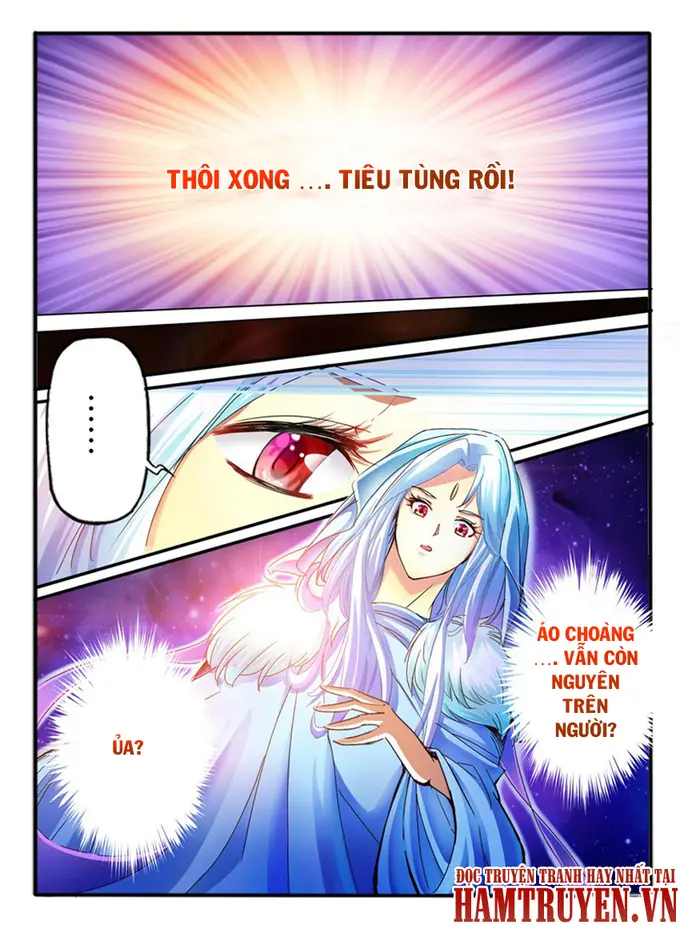 THÔI XONG .... TIÊU TÙNG RỒI!
......
ỦA?
ÁO CHOÀNG
.... VẪN CÒN
NGUYÊN
TRÊN
NGƯỜI?
ĐỌC TRUYỆN TRANH HAY NHẤT TẠI
HAMTRUYEN.VN